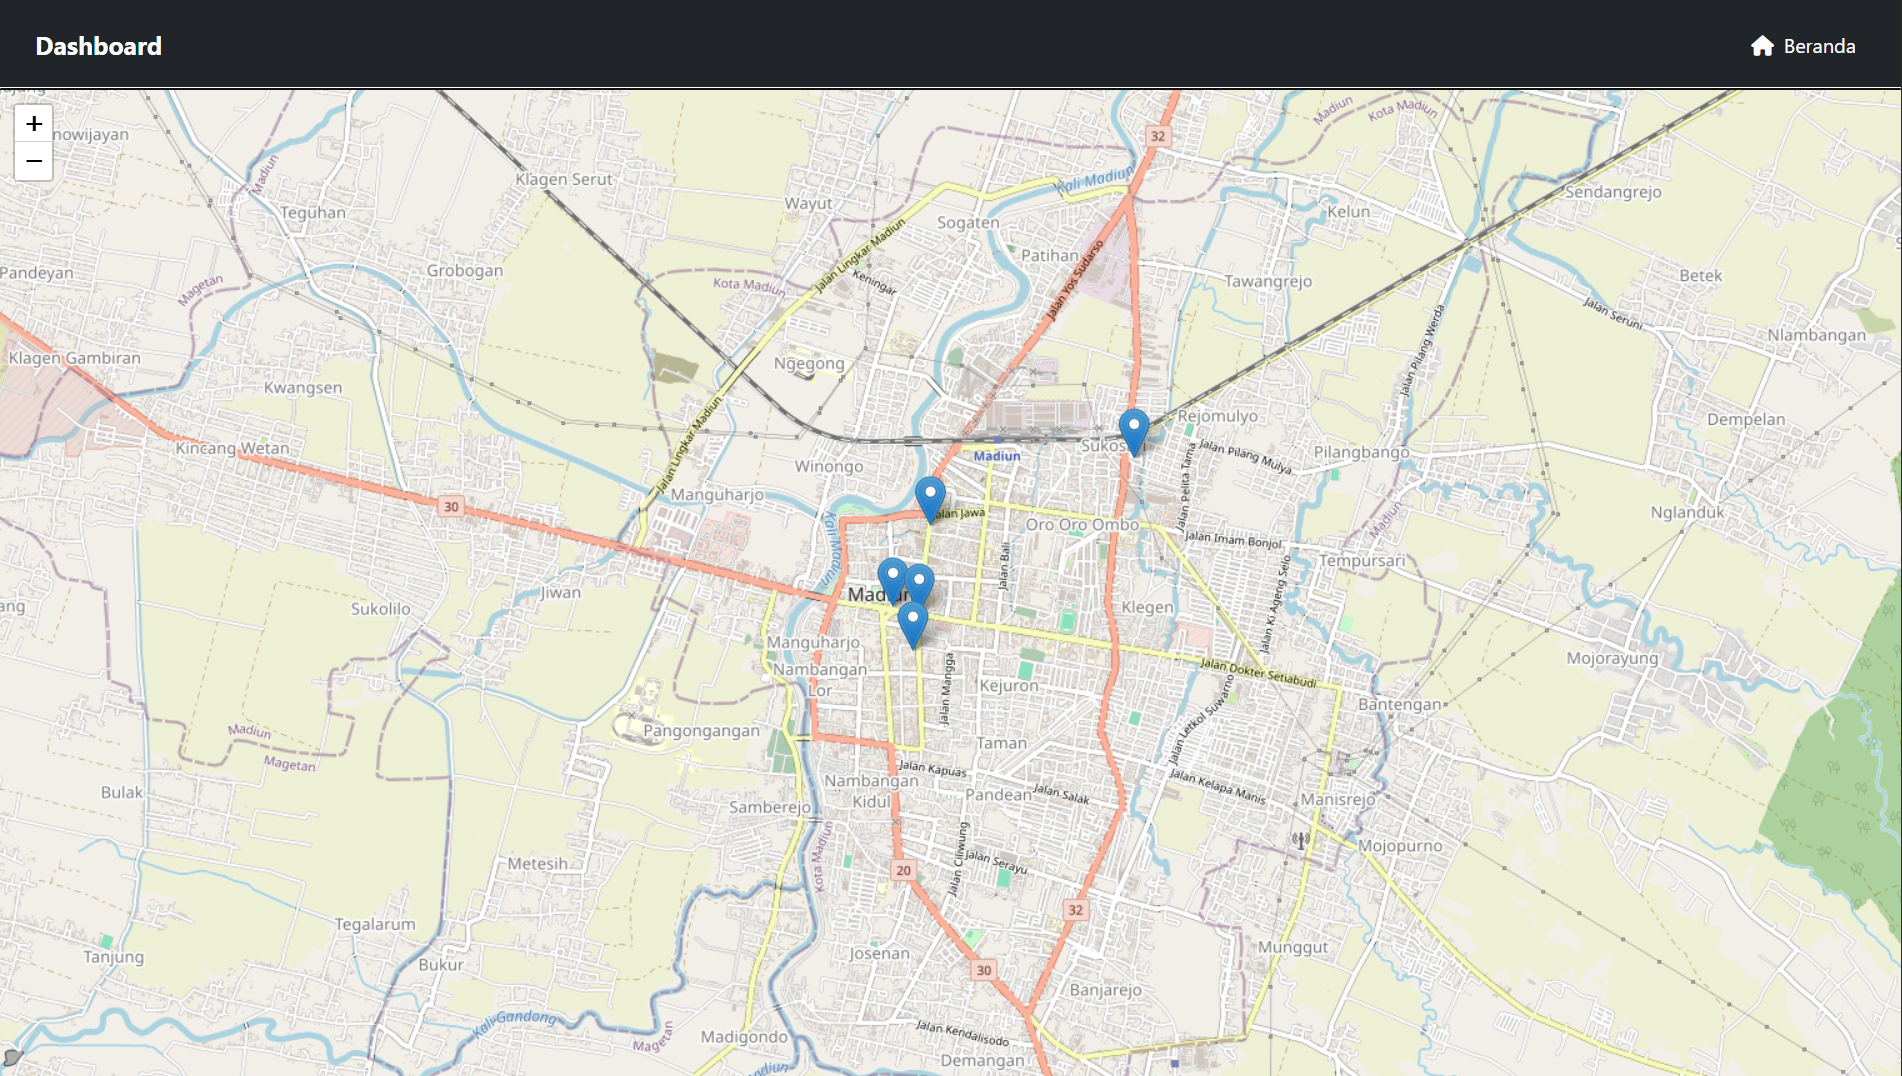 Dashboard
Beranda
+
−
nowijayan
Madiun
Teguhan
Klagen Serut
Wayut
Sogaten
Kali Madiun
32
Madiun
Kota Madiun
Kelun
Sendangrejo
Pandeyan
Magetan
Grobogan
Jalan Lingkar Madiun
Keningar
Kota Madiun
Patihan
Jalan Yos Sudarso
Tawangrejo
Betek
Jalan Seruni
Nlambangan
Klagen Gambiran
Kwangsen
Ngegong
Jalan Pilang Werda
Kincang Wetan
Jalan Lingkar Madiun
Winongo
Madiun
Rejomulyo
Jalan Pilang Mulya
Pilangbango
Dempelan
30
Manguharjo
Kali Madiun
Jalan Jawa
Oro Oro Ombo
Jalan Pelita Tama
Jalan Imam Bonjol
Madiun
Nglanduk
Jalan Bali
Tempursari
Jiwan
Sukolilo
Klegen
Jalan Ki Ageng Selo
Manguharjo
Nambangan
Lor
Jalan Mangga
Kejuron
Jalan Dokter Setiabudi
Mojorayung
Bantengan
Madiun
Magetan
Pangongangan
Taman
Jalan Letkol Suwarno
Bulak
Nambangan
Kidul
Jalan Kapuas
Pandean
Jalan Salak
Jalan Kelapa Manis
Manisrejo
Samberejo
Kota Madiun
Metesih
20
Jalan Ciliwung
Jalan Serayu
Mojopurno
Tegalarum
32
Tanjung
Bukur
Josenan
30
Munggut
Banjarejo
Kali Gandong
Magetan
Madigondo
Jalan Kendalisodo
Demangan